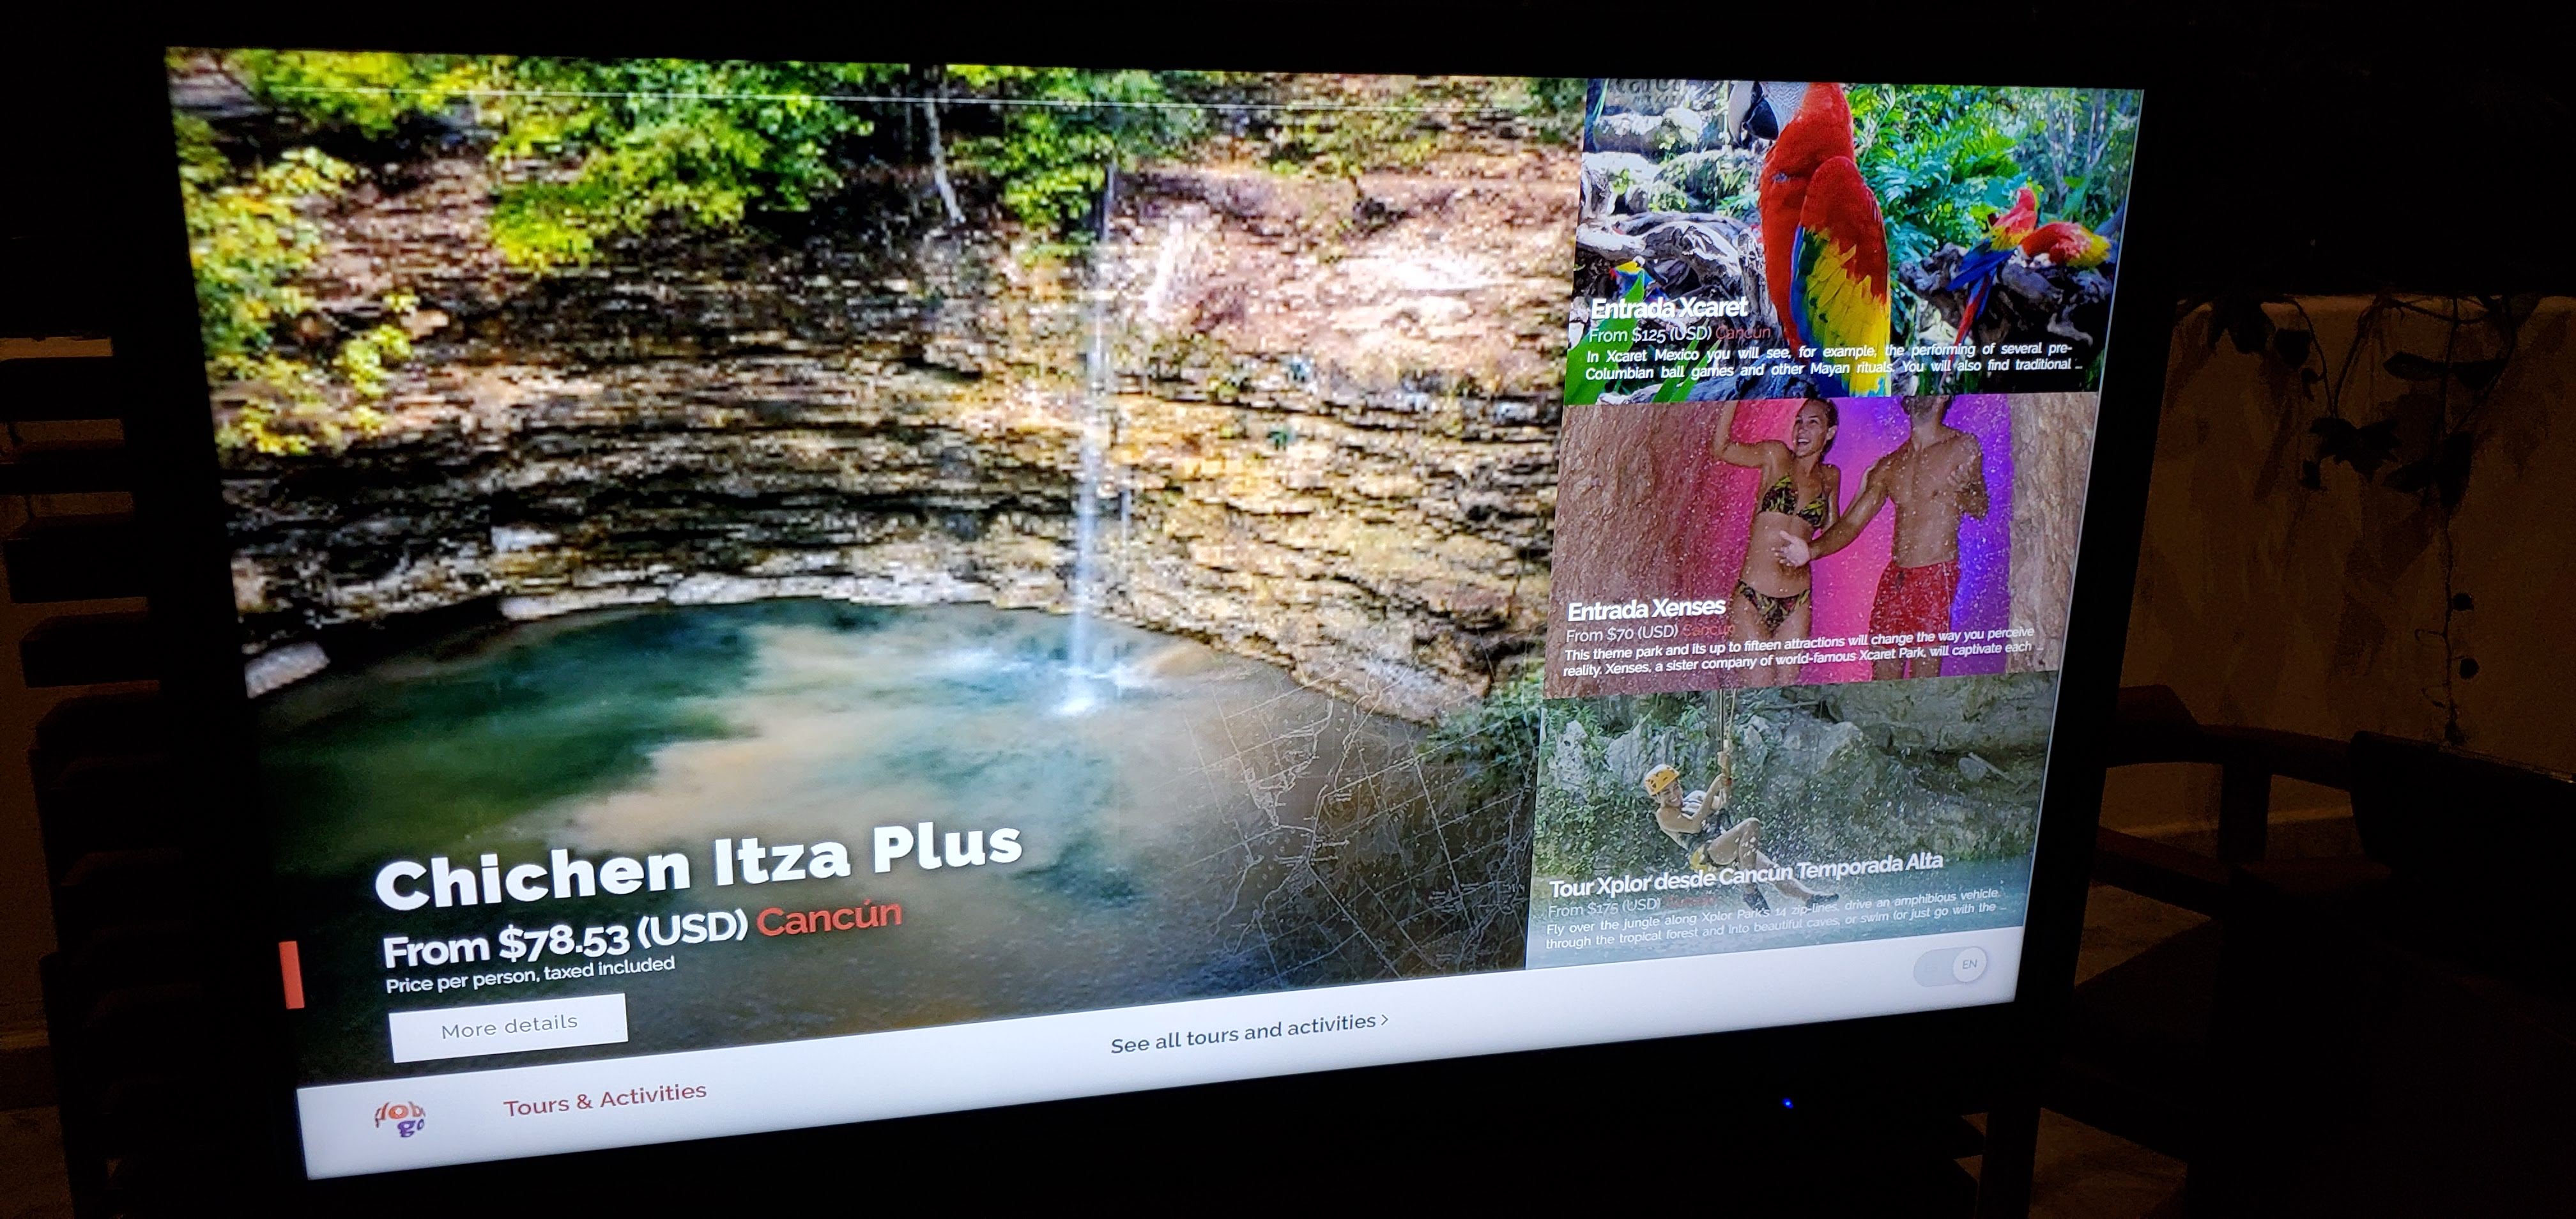 Chichen Itza Plus
From $78.53 (USD) Cancún
Price per person, taxed included
More details
Entrada Xcaret
From $125 (USD) Cancún
In Xcaret Mexico you will see, for example, the performing of several pre-
Columbian ball games and other Mayan rituals. You will also find traditional ...
Entrada Xenses
From $70 (USD) Cancún
This theme park and its up to fifteen attractions will change the way you perceive
reality. Xenses, a sister company of world-famous Xcaret Park, will captivate each
Tour Xplor desde Cancún Temporada Alta
From $175 (USD)
Fly over the jungle along Xplor Park's 14 zip-lines, drive an amphibious vehicle
through the tropical forest and into beautiful caves, or swim (or just go with the ...
EN
See all tours and activities >
Tours & Activities
go